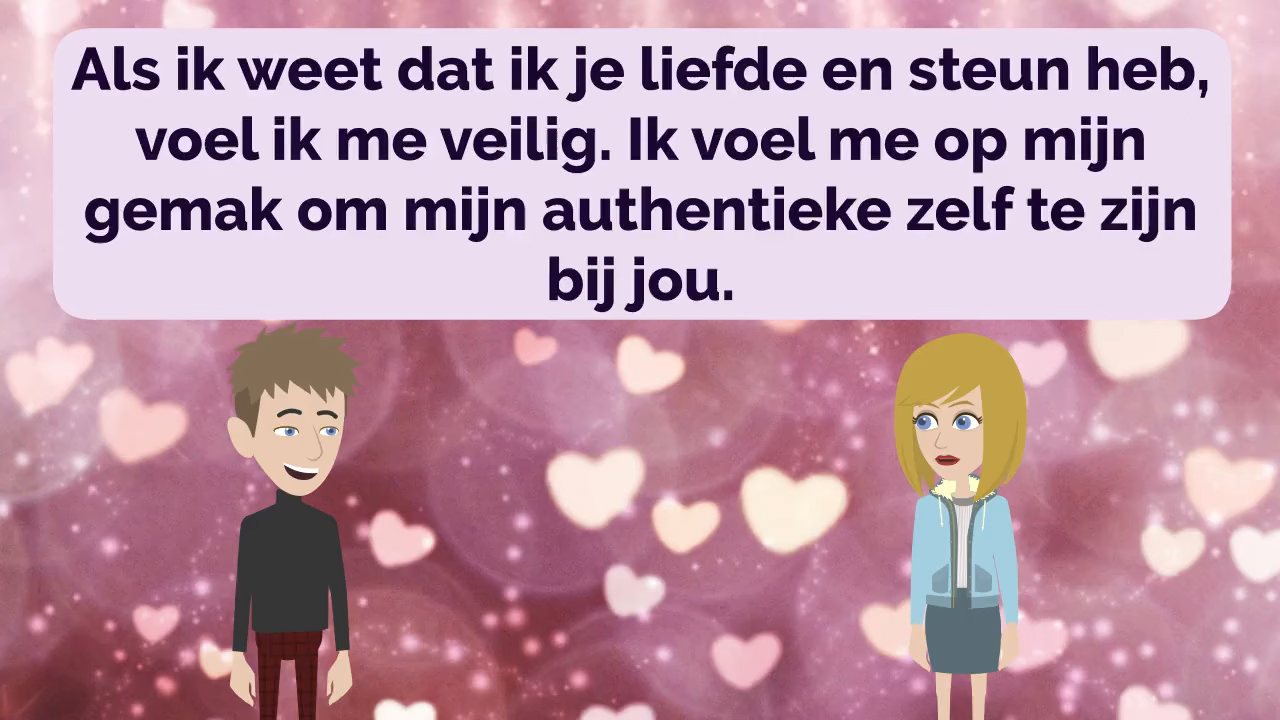 Als ik weet dat ik je liefde en steun heb,
voel ik me veilig. Ik voel me op mijn
gemak om mijn authentieke zelf te zijn
bij jou.